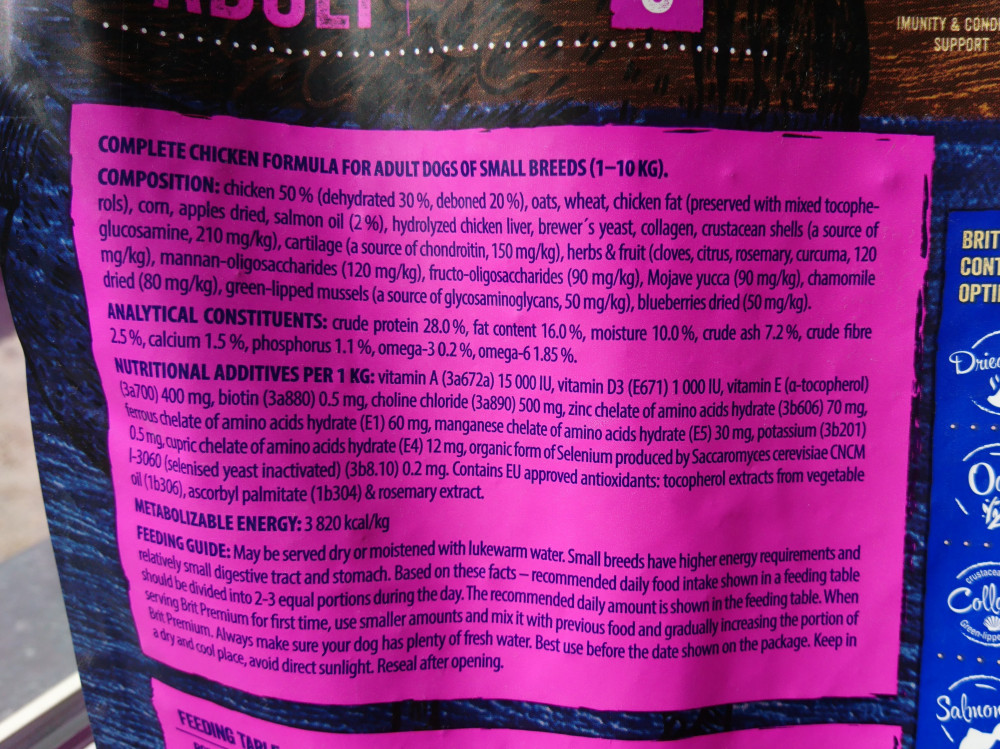 ADULT
IMUNITY & COND
SUPPORT
COMPLETE CHICKEN FORMULA FOR ADULT DOGS OF SMALL BREEDS (1–10 KG).
COMPOSITION: chicken 50 % (dehydrated 30 %, deboned 20 %), oats, wheat, chicken fat (preserved with mixed tocophe-
rols), corn, apples dried, salmon oil (2 %), hydrolyzed chicken liver, brewer´s yeast, collagen, crustacean shells (a source of
glucosamine, 210 mg/kg), cartilage (a source of chondroitin, 150 mg/kg), herbs & fruit (cloves, citrus, rosemary, curcuma, 120
mg/kg), mannan-oligosaccharides (120 mg/kg), fructo-oligosaccharides (90 mg/kg), Mojave yucca (90 mg/kg), chamomile
dried (80 mg/kg), green-lipped mussels (a source of glycosaminoglycans, 50 mg/kg), blueberries dried (50 mg/kg).
ANALYTICAL CONSTITUENTS: crude protein 28.0 %, fat content 16.0 %, moisture 10.0 %, crude ash 7.2 %, crude fibre
2.5 %, calcium 1.5 %, phosphorus 1.1 %, omega-3 0.2 %, omega-6 1.85 %.
NUTRITIONAL ADDITIVES PER 1 KG: vitamin A (3a672a) 15 000 IU, vitamin D3 (E671) 1 000 IU, vitamin E (α-tocopherol)
(3a700) 400 mg, biotin (3a880) 0.5 mg, choline chloride (3a890) 500 mg, zinc chelate of amino acids hydrate (3b606) 70 mg,
ferrous chelate of amino acids hydrate (E1) 60 mg, manganese chelate of amino acids hydrate (E5) 30 mg, potassium (3b201)
0.5 mg, cupric chelate of amino acids hydrate (E4) 12 mg, organic form of Selenium produced by Saccaromyces cerevisiae CNCM
I-3060 (selenised yeast inactivated) (3b8.10) 0.2 mg. Contains EU approved antioxidants: tocopherol extracts from vegetable
oil (1b306), ascorbyl palmitate (1b304) & rosemary extract.
METABOLIZABLE ENERGY: 3 820 kcal/kg
FEEDING GUIDE: May be served dry or moistened with lukewarm water. Small breeds have higher energy requirements and
relatively small digestive tract and stomach. Based on these facts – recommended daily food intake shown in a feeding table
should be divided into 2-3 equal portions during the day. The recommended daily amount is shown in the feeding table. When
serving Brit Premium for first time, use smaller amounts and mix it with previous food and gradually increasing the portion of
Brit Premium. Always make sure your dog has plenty of fresh water. Best use before the date shown on the package. Keep in
a dry and cool place, avoid direct sunlight. Reseal after opening.
FEEDING TABLE
BRIT
CONT
OPTI
Dried
crustacea
Colla
Green-lippe
Salmon